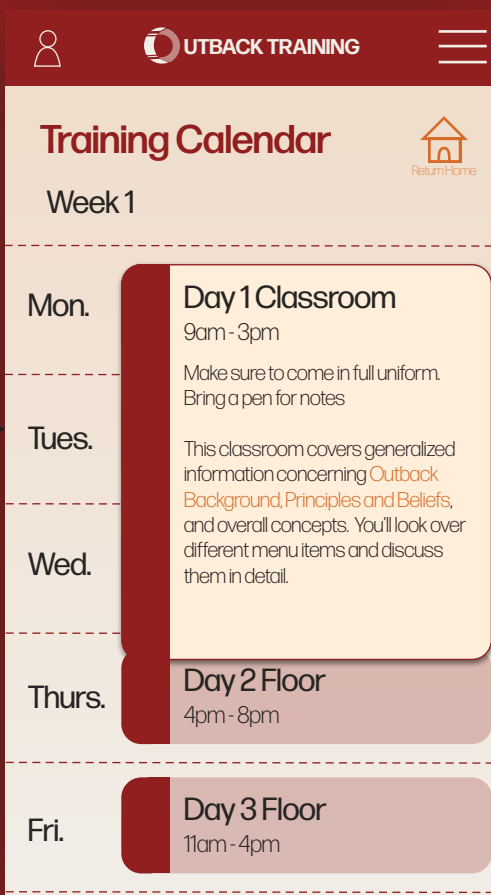 UTBACK TRAINING
Training Calendar
Return Home
Week 1
Mon.
Day 1 Classroom
9am - 3pm
Make sure to come in full uniform.
Bring a pen for notes
This classroom covers generalized
information concerning Outback
Background, Principles and Beliefs,
and overall concepts. You'll look over
different menu items and discuss
them in detail.
Tues.
Wed.
Thurs.
Day 2 Floor
4pm - 8pm
Fri.
Day 3 Floor
11am - 4pm